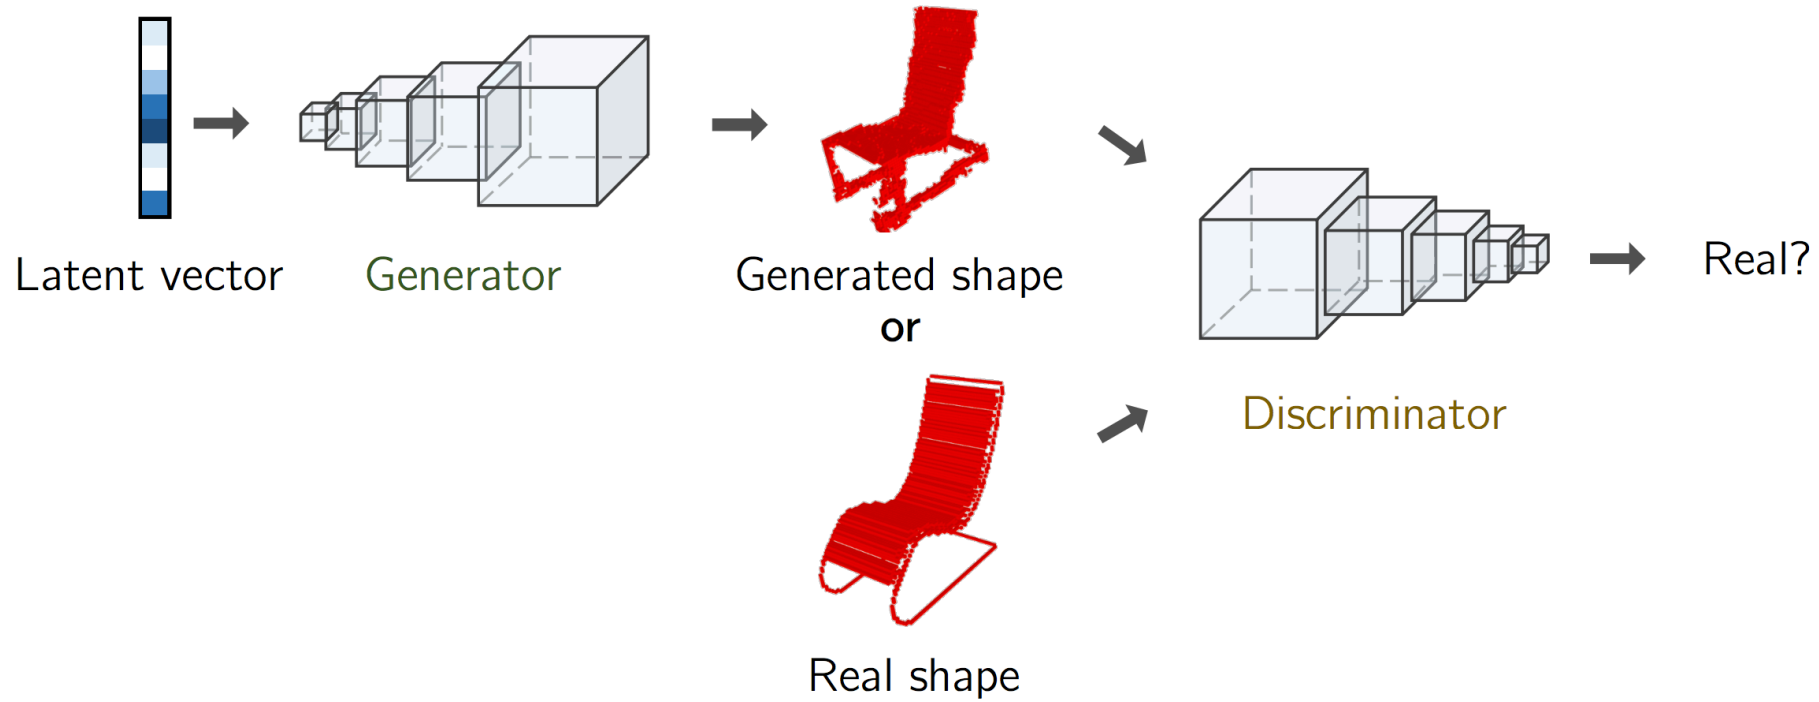 Latent vector
Generator
Generated shape
or
Real shape
Discriminator
Real?